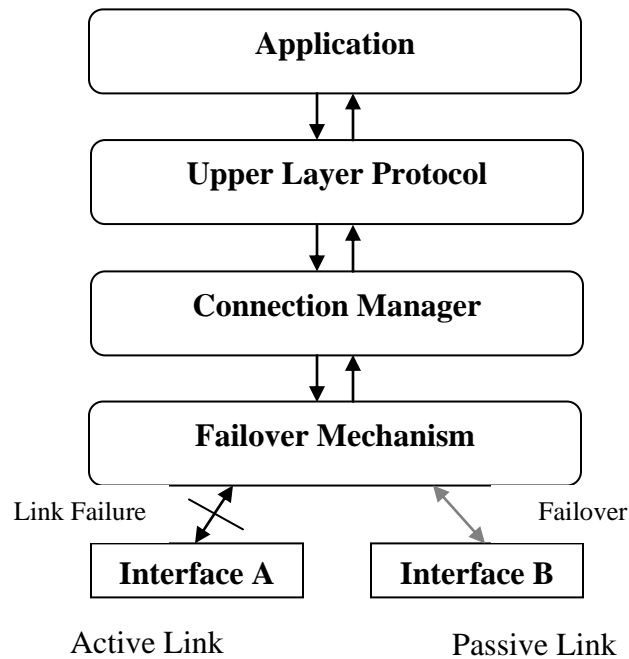 Application
Upper Layer Protocol
Connection Manager
Failover Mechanism
Link Failure
Failover
Interface A
Interface B
Active Link
Passive Link